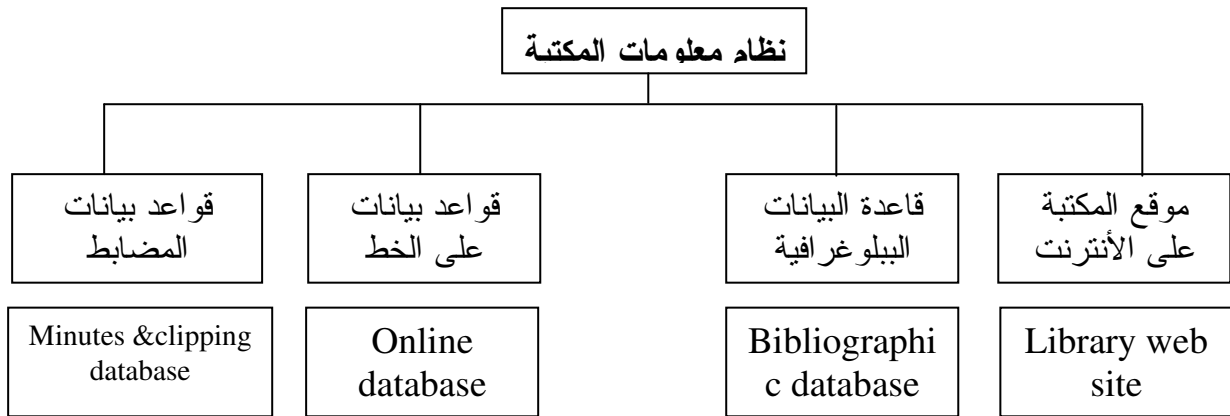 نظام معلومات المكتبة
موقع المكتبة
على الأنترنت
قاعدة البيانات
الببلوغرافية
قواعد بيانات
على الخط
قواعد بيانات
المضابط
Minutes &clipping
database
Online
database
Bibliographi
c database
Library web
site